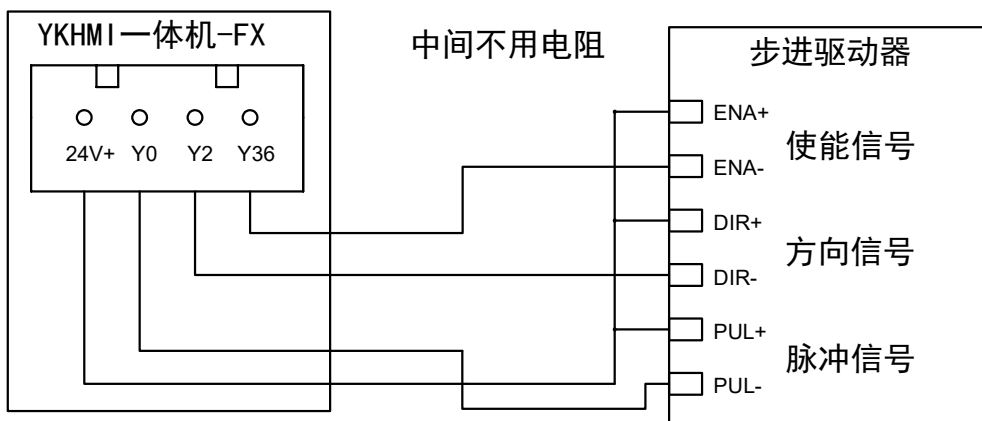 YKHMI一体机-FX
24V+ Y0 Y2 Y36
中间不用电阻
步进驱动器
ENA+
使能信号
ENA-
DIR+
方向信号
DIR-
PUL+
脉冲信号
PUL-